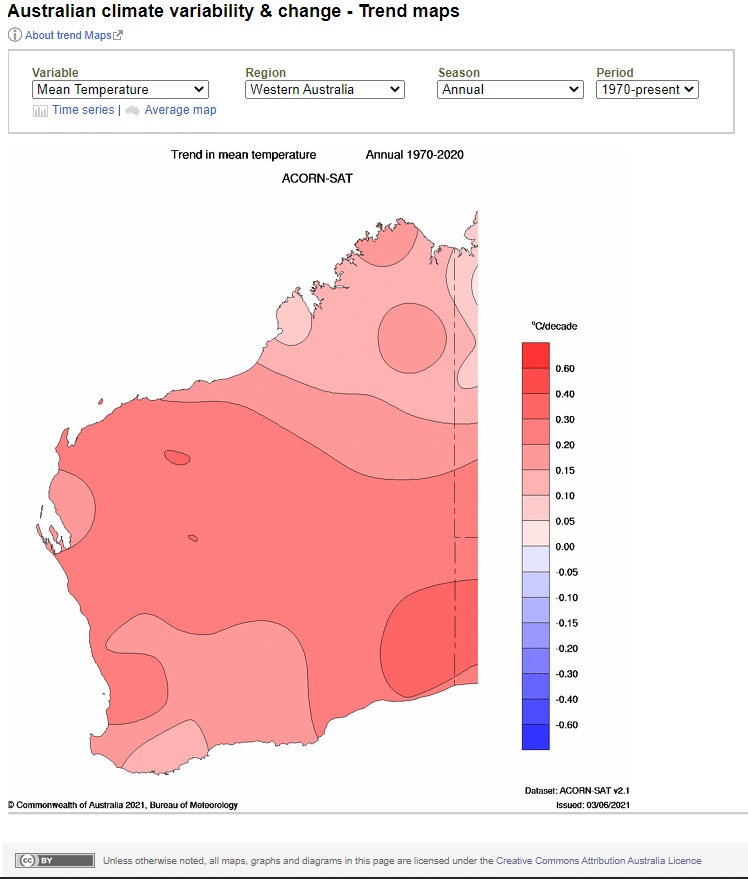 Australian climate variability & change - Trend maps
About trend Maps
Variable Region Season Period
Mean Temperature Western Australia Annual 1970-present
Time series | Average map
Trend in mean temperature Annual 1970-2020
ACORN-SAT
°C/decade
0.60
0.40
0.30
0.20
0.15
0.10
0.05
0.00
-0.05
-0.10
-0.15
-0.20
-0.30
-0.40
-0.60
Dataset: ACORN-SAT v2.1
© Commonwealth of Australia 2021, Bureau of Meteorology Issued: 03/06/2021
cc BY Unless otherwise noted, all maps, graphs and diagrams in this page are licensed under the Creative Commons Attribution Australia Licence